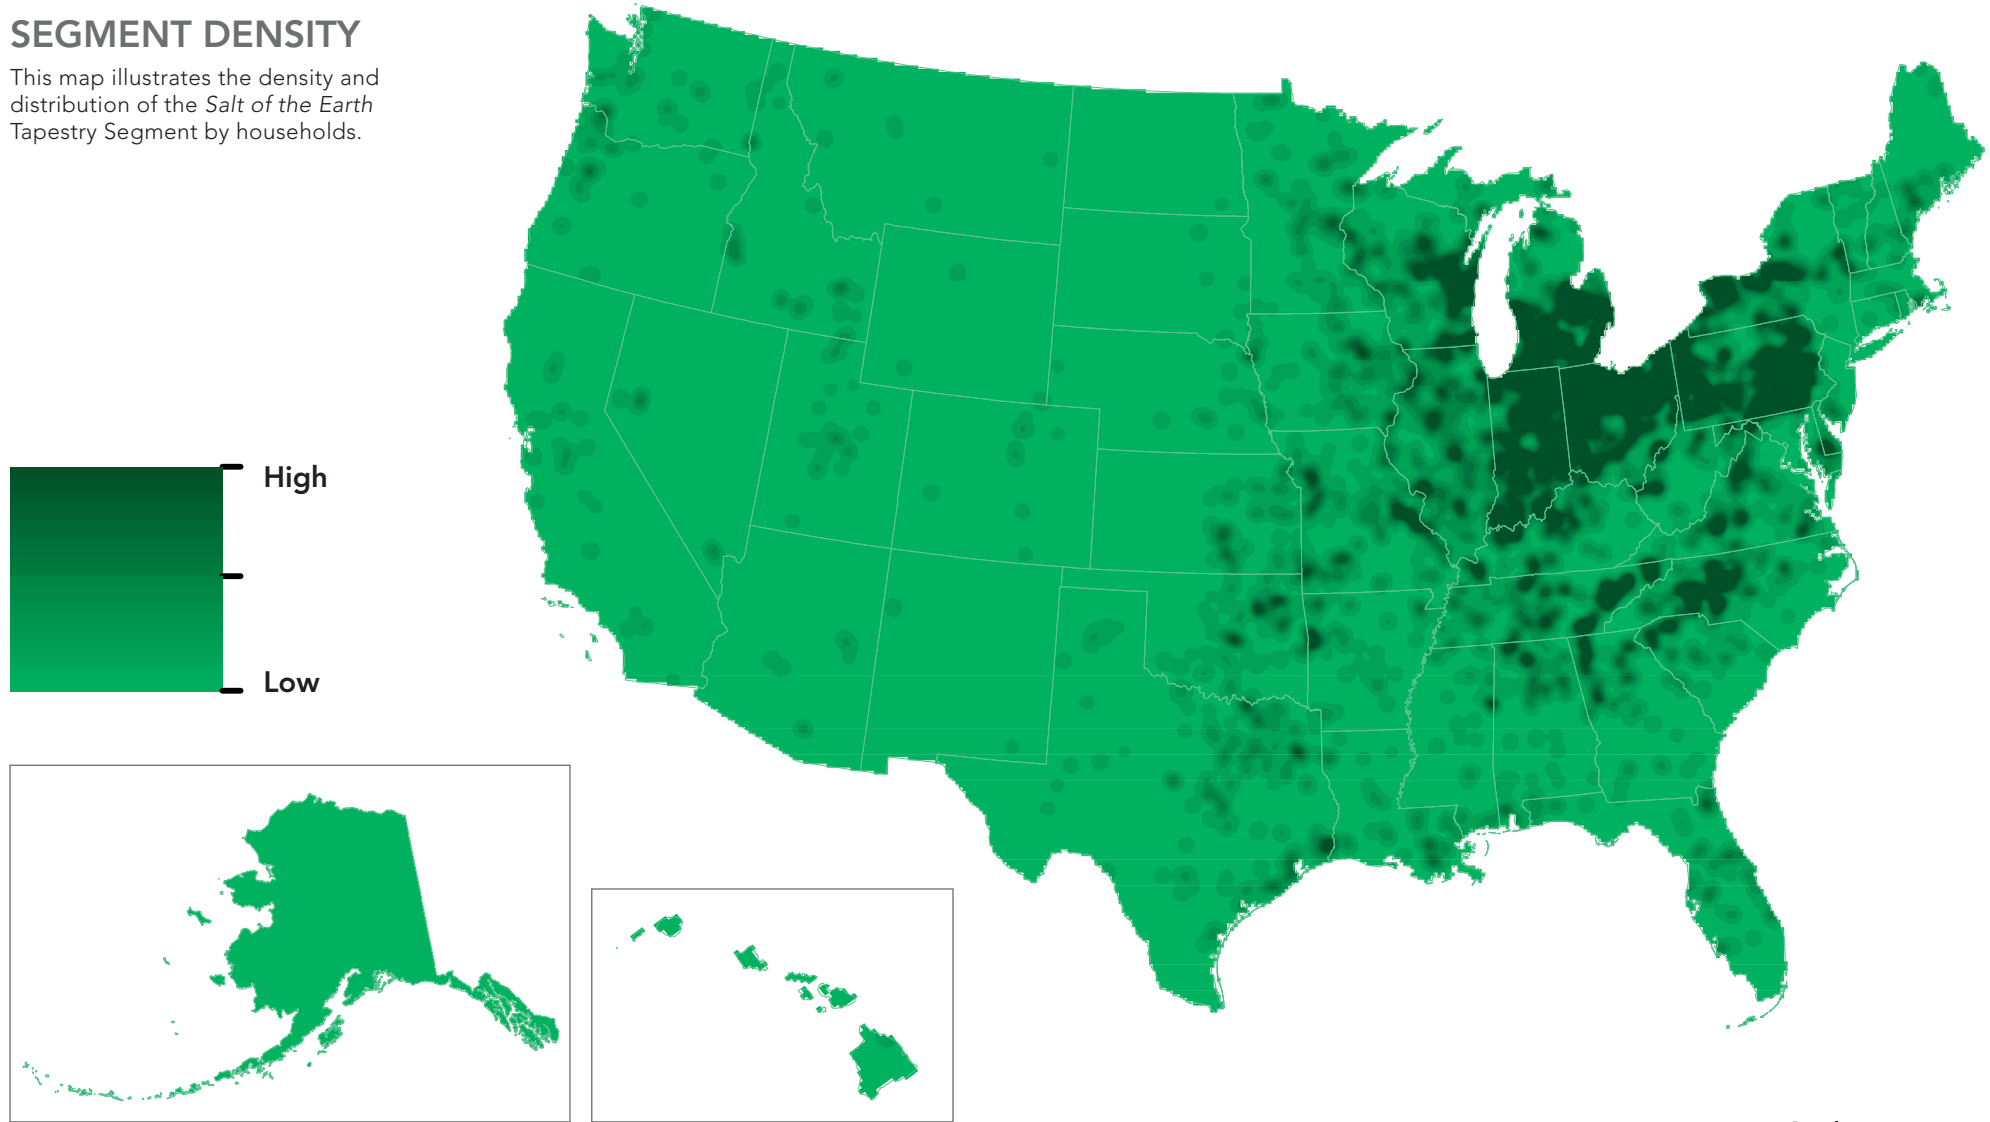 SEGMENT DENSITY
This map illustrates the density and
distribution of the Salt of the Earth
Tapestry Segment by households.
High
Low